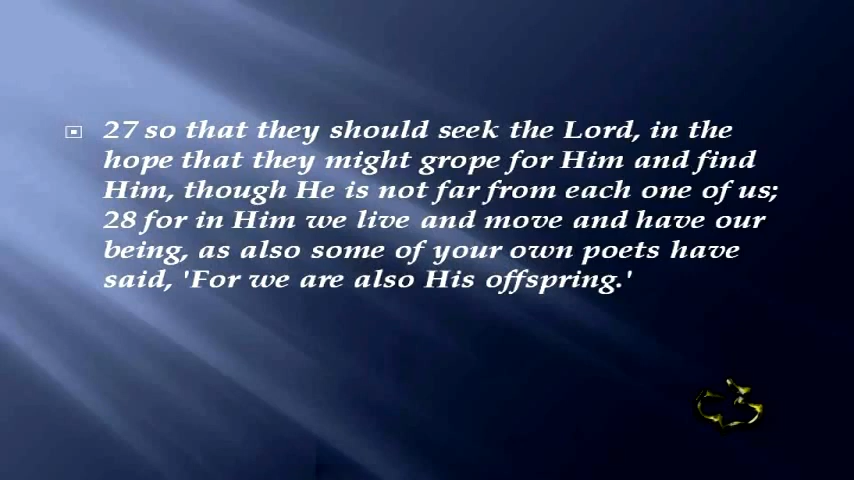 27 so that they should seek the Lord, in the
hope that they might grope for Him and find
Him, though He is not far from each one of us;
28 for in Him we live and move and have our
being, as also some of your own poets have
said, 'For we are also His offspring.'